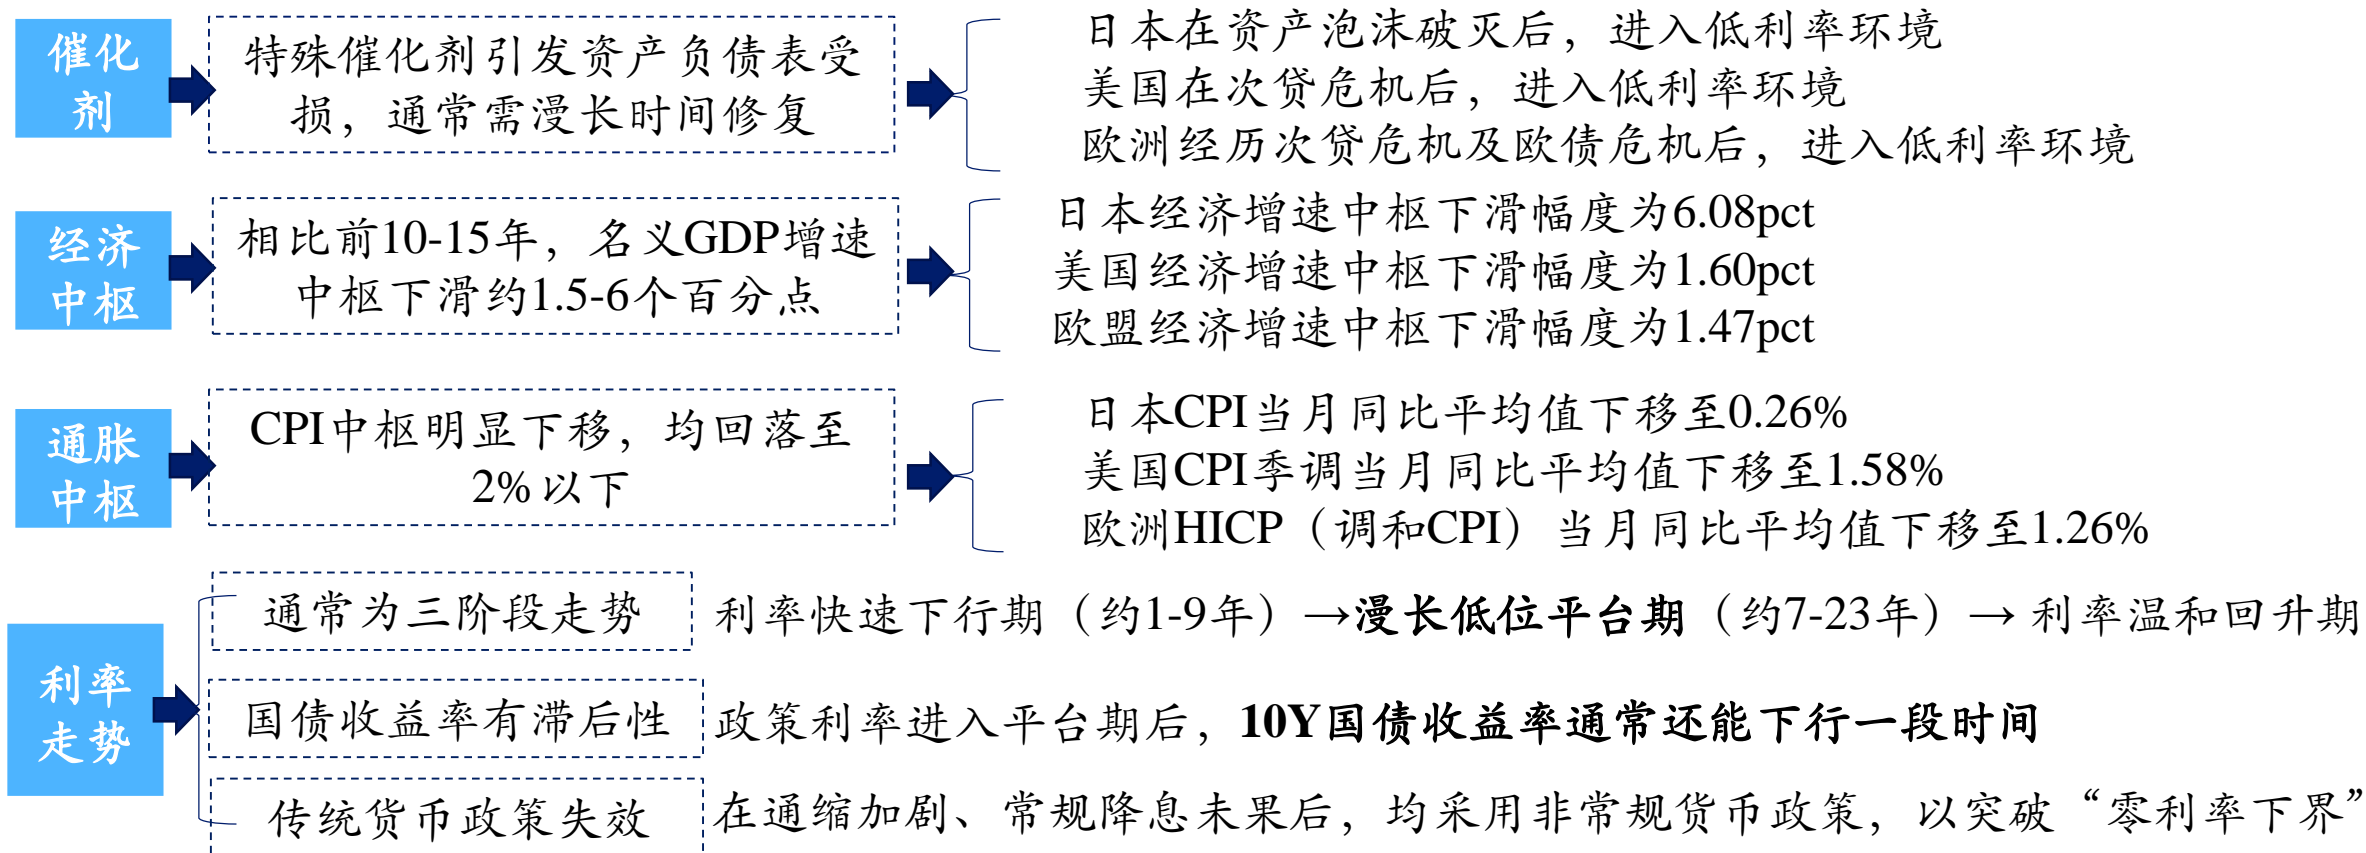 催化
剂
特殊催化剂引发资产负债表受
损，通常需漫长时间修复
日本在资产泡沫破灭后，进入低利率环境
美国在次贷危机后，进入低利率环境
欧洲经历次贷危机及欧债危机后，进入低利率环境
经济
中枢
相比前10-15年，名义GDP增速
中枢下滑约1.5-6个百分点
日本经济增速中枢下滑幅度为6.08pct
美国经济增速中枢下滑幅度为1.60pct
欧盟经济增速中枢下滑幅度为1.47pct
通胀
中枢
CPI中枢明显下移，均回落至
2%以下
日本CPI当月同比平均值下移至0.26%
美国CPI季调当月同比平均值下移至1.58%
欧洲HICP（调和CPI）当月同比平均值下移至1.26%
利率
走势
通常为三阶段走势
利率快速下行期（约1-9年）→漫长低位平台期（约7-23年）→ 利率温和回升期
国债收益率有滞后性
政策利率进入平台期后，10Y国债收益率通常还能下行一段时间
传统货币政策失效
在通缩加剧、常规降息未果后，均采用非常规货币政策，以突破“零利率下界”